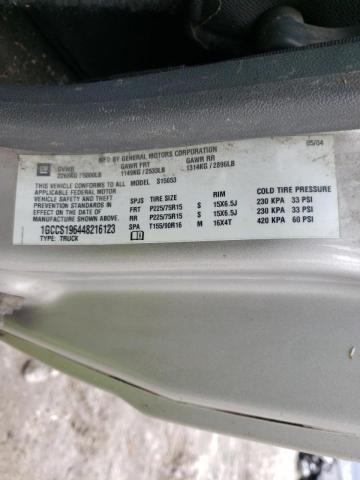 MFD BY GENERAL MOTORS CORPORATION 05/04
GM GVWR GAWR FRT GAWR RR
2268KG / 5000LB 1149KG / 2533LB 1314KG / 2896LB
THIS VEHICLE CONFORMS TO ALL MODEL: S15653
APPLICABLE FEDERAL MOTOR
VEHICLE SAFETY AND THEFT
PREVENTION STANDARDS IN
EFFECT ON THE DATE OF
MANUFACTURE SHOWN ABOVE.
1GCCS196448216123
TYPE: TRUCK
SPJS TIRE SIZE RIM COLD TIRE PRESSURE
FRT P225/75R15 S 15X6.5J 230 KPA 33 PSI
RR P225/75R15 S 15X6.5J 230 KPA 33 PSI
SPA T155/90R16 M 16X4T 420 KPA 60 PSI